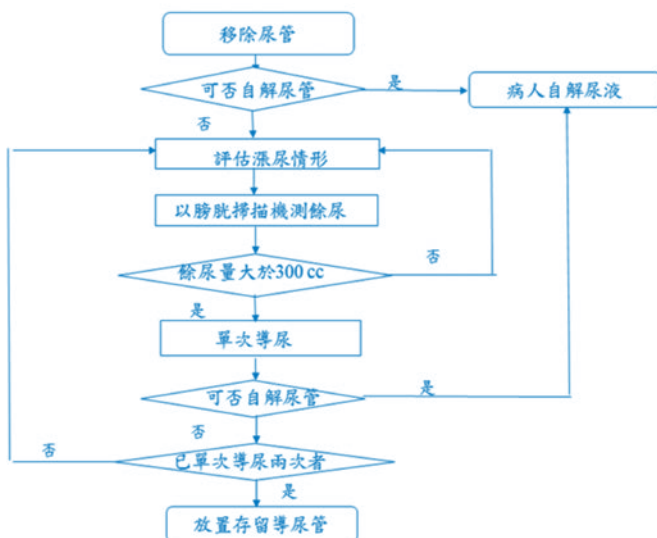 移除尿管
可否自解尿管
是
病人自解尿液
否
評估漲尿情形
以膀胱掃描機測餘尿
餘尿量大於300 cc
否
是
單次導尿
可否自解尿管
是
否
否
已單次導尿兩次者
是
放置存留導尿管